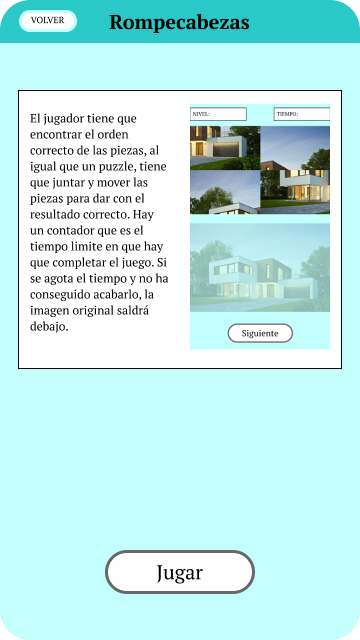 VOLVER
Rompecabezas
El jugador tiene que
encontrar el orden
correcto de las piezas, al
igual que un puzzle, tiene
que juntar y mover las
piezas para dar con el
resultado correcto. Hay
un contador que es el
tiempo limite en que hay
que completar el juego. Si
se agota el tiempo y no ha
conseguido acabarlo, la
imagen original saldrá
debajo.
NIVEL:
TIEMPO:
Siguiente
Jugar